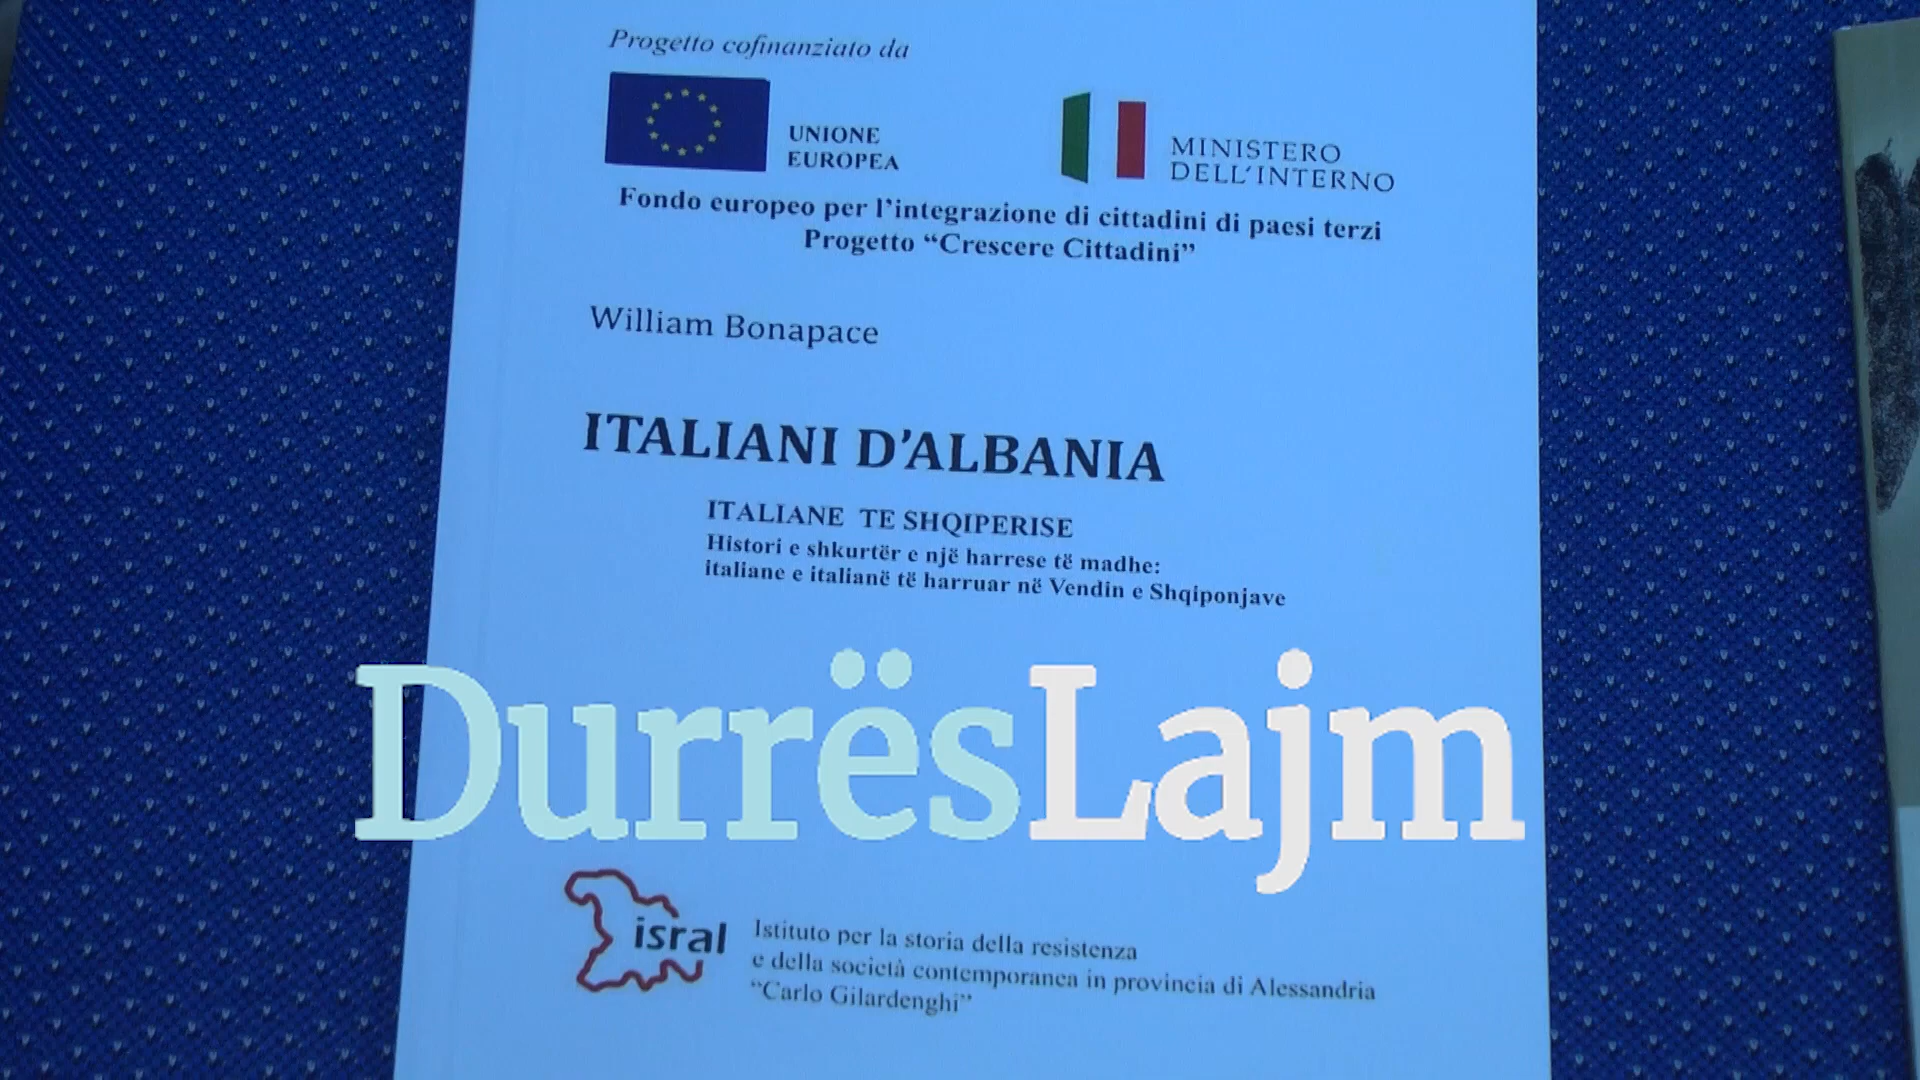 Progetto cofinanziato da
UNIONE
EUROPEA
MINISTERO
DELL'INTERNO
Fondo europeo per l'integrazione di cittadini di paesi terzi
Progetto “Crescere Cittadini”
William Bonapace
ITALIANI D'ALBANIA
ITALIANE TE SHQIPERISE
Histori e shkurtër e një harrese të madhe:
italiane e italianë të harruar në Vendin e Shqiponjave
DurrësLajm
isral
Istituto per la storia della resistenza
e della società contemporanea in provincia di Alessandria
“Carlo Gilardenghi”